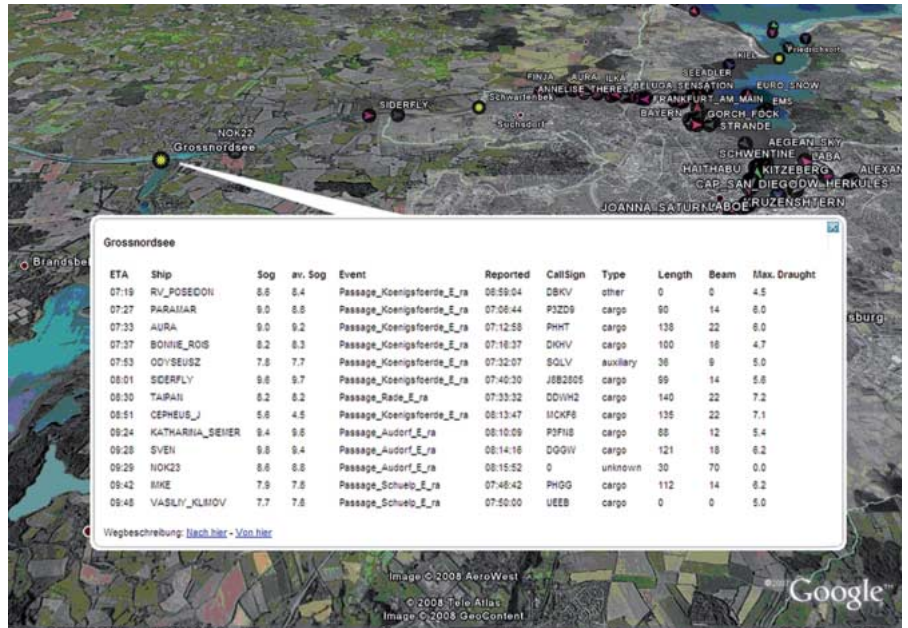 KIEL
Friedrichsort
FINJA AURA ILKA SEEADLER
ANNELISE THERESA BELUGA SENSATION EURO_SNOW
SIDERFLY Schwartenbek FRANKFURT_AM_MAIN EMS
BAYERN GORCH_FOCK
Suchsdorf STRANDE
NOK22
Grossnordsee
AEGEAN_SKY
SCHWENTINE LABA
HAITHABU KITZEBERG ALEXAN
CAP_SAN_DIEGO HERKULES
JOANNA_SATURN LABOE KRUZENSHTERN
Brandsbe
sburg
Grossnordsee
ETA Ship Sog av. Sog Event Reported CallSign Type Length Beam Max. Draught
07:19 RV_POSEIDON 8.6 8.4 Passage_Koenigsfoerde_E_ra 06:59:04 DBKV other 0 0 4.5
07:27 PARAMAR 9.0 8.8 Passage_Koenigsfoerde_E_ra 07:06:44 P3ZD9 cargo 90 14 6.0
07:33 AURA 9.0 9.2 Passage_Koenigsfoerde_E_ra 07:12:58 PHHT cargo 138 22 6.0
07:37 BONNIE_ROIS 8.2 8.3 Passage_Koenigsfoerde_E_ra 07:16:37 DKHV cargo 100 16 4.7
07:53 ODYSEUSZ 7.8 7.7 Passage_Koenigsfoerde_E_ra 07:32:07 SQLV auxiliary 36 9 5.0
08:01 SIDERFLY 9.6 9.7 Passage_Koenigsfoerde_E_ra 07:40:30 J8B2805 cargo 99 14 5.6
08:30 TAIPAN 8.2 8.2 Passage_Rade_E_ra 07:33:32 DDWH2 cargo 140 22 7.2
08:51 CEPHEUS_J 5.6 4.5 Passage_Koenigsfoerde_E_ra 08:13:47 MCKF6 cargo 135 22 7.1
09:24 KATHARINA_SIEMER 9.4 9.6 Passage_Audorf_E_ra 08:10:09 P3FN8 cargo 88 12 5.4
09:28 SVEN 9.8 9.4 Passage_Audorf_E_ra 08:14:16 DGGW cargo 121 18 6.2
09:29 NOK23 8.6 8.8 Passage_Audorf_E_ra 08:15:52 0 unknown 30 70 0.0
09:42 IMKE 7.9 7.8 Passage_Schuelp_E_ra 07:46:42 PHGG cargo 112 14 6.2
09:48 VASILIY_KLIMOV 7.7 7.6 Passage_Schuelp_E_ra 07:50:00 UEEB cargo 0 0 5.0
Wegbeschreibung: Nach hier - Von hier
Image © 2008 AeroWest
© 2008 Tele Atlas
Image © 2008 GeoContent
Google™